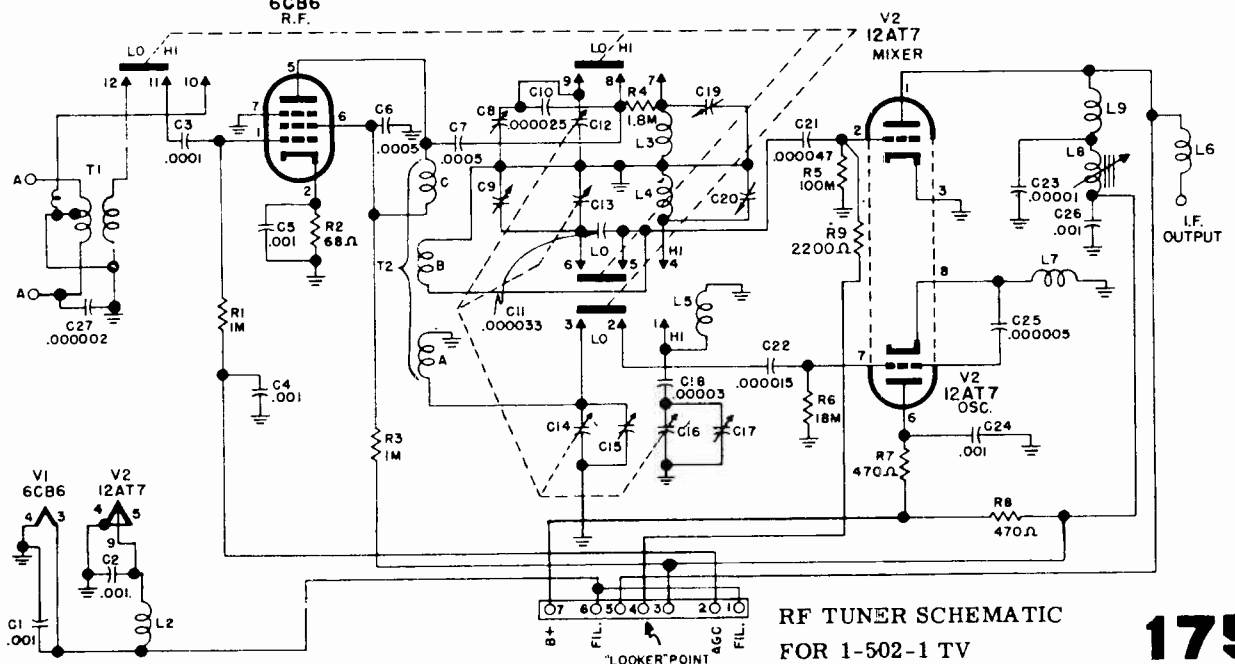 6CB6
R.F.
V2
12AT7
MIXER
LO HI
12
11
10
LO HI
9
8
7
5
7
1
6
2
C3
.0001
C6
.0005
C7
.0005
C8
C10
.000025
C12
R4
1.8M
C19
L3
L4
C9
C13
C20
C21
.000047
R5
100M
R9
2200Ω
1
2
3
8
7
6
L9
L8
L6
C23
.00001
C26
.001
I.F.
OUTPUT
L7
C25
.000005
T1
A
A
C27
.000002
C5
.001
R2
68Ω
T2
C
B
A
6
LO
5
HI
4
C11
.000033
3
LO
2
1
HI
L5
C18
.00003
C22
.000015
R6
18M
V2
12AT7
OSC.
C24
.001
R1
1M
C4
.001
R3
1M
C14
C15
C16
C17
R7
470Ω
R8
470Ω
V1
6CB6
4
3
V2
12AT7
4
5
9
C2
.001.
C1
.001
L2
7
6
5
4
3
2
1
B+
FIL.
"LOOKER" POINT
AGC
FIL.
RF TUNER SCHEMATIC
FOR 1-502-1 TV
175